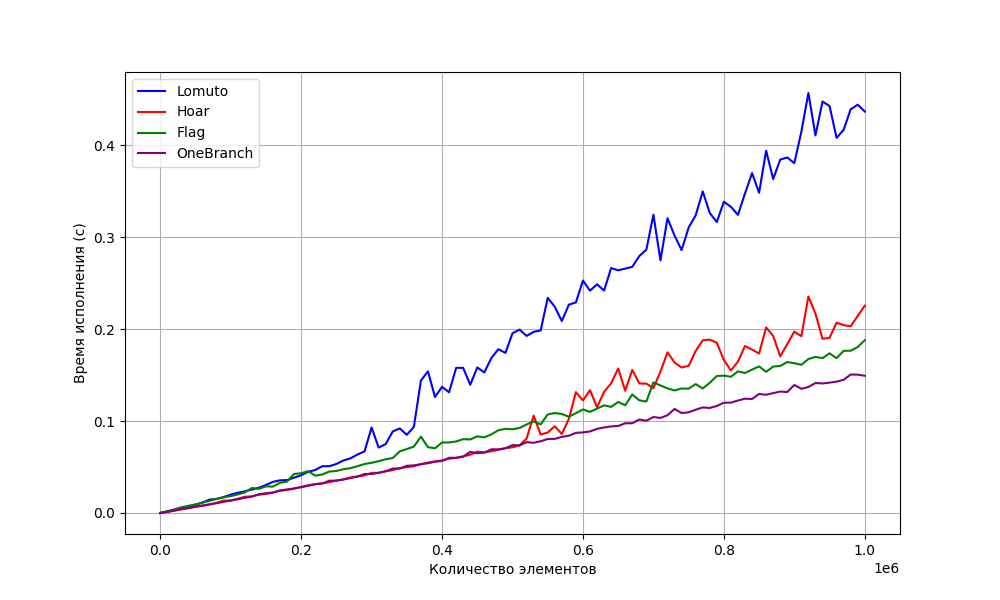 Lomuto
Hoar
Flag
OneBranch
Время исполнения (с)
0.4
0.3
0.2
0.1
0.0
0.0 0.2 0.4 0.6 0.8 1.0
Количество элементов
1e6